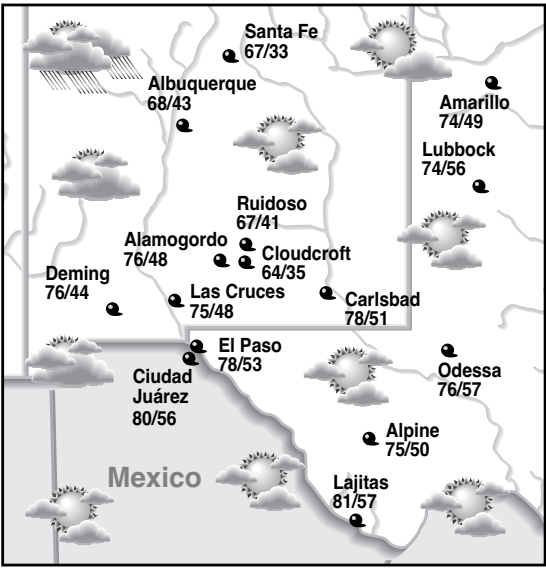 Santa Fe
67/33
Albuquerque
68/43
Amarillo
74/49
Lubbock
74/56
Ruidoso
67/41
Alamogordo
76/48
Cloudcroft
64/35
Deming
76/44
Las Cruces
75/48
Carlsbad
78/51
El Paso
78/53
Odessa
76/57
Ciudad
Juárez
80/56
Alpine
75/50
Mexico
Lajitas
81/57